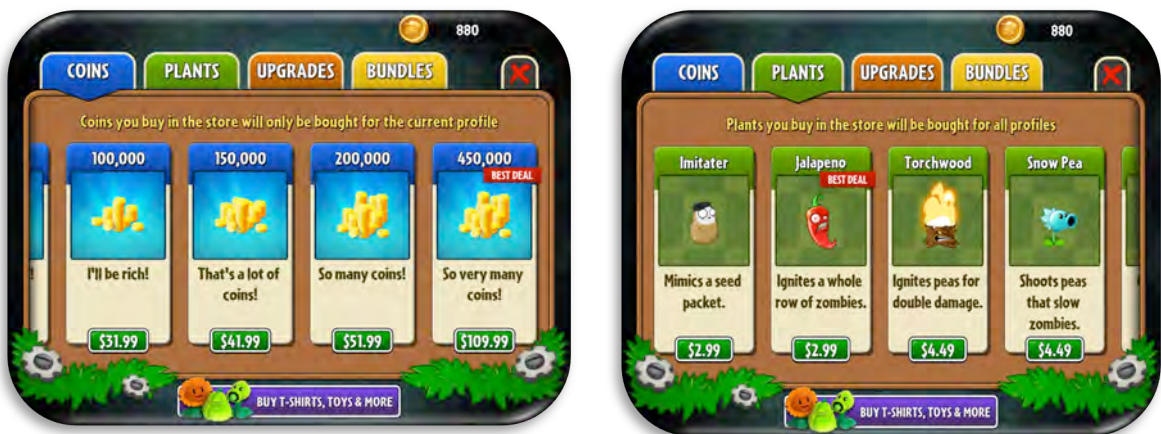 880
COINS
PLANTS
UPGRADES
BUNDLES
Coins you buy in the store will only be bought for the current profile
100,000
I'll be rich!
$31.99
150,000
That's a lot of
coins!
$41.99
200,000
So many coins!
$51.99
450,000
BEST DEAL
So very many
coins!
$109.99
BUY T-SHIRTS, TOYS & MORE
880
COINS
PLANTS
UPGRADES
BUNDLES
Plants you buy in the store will be bought for all profiles
Imitater
Mimics a seed
packet.
$2.99
Jalapeno
BEST DEAL
Ignites a whole
row of zombies.
$2.99
Torchwood
Ignites peas for
double damage.
$4.49
Snow Pea
Shoots peas
that slow
zombies.
$4.49
BUY T-SHIRTS, TOYS & MORE